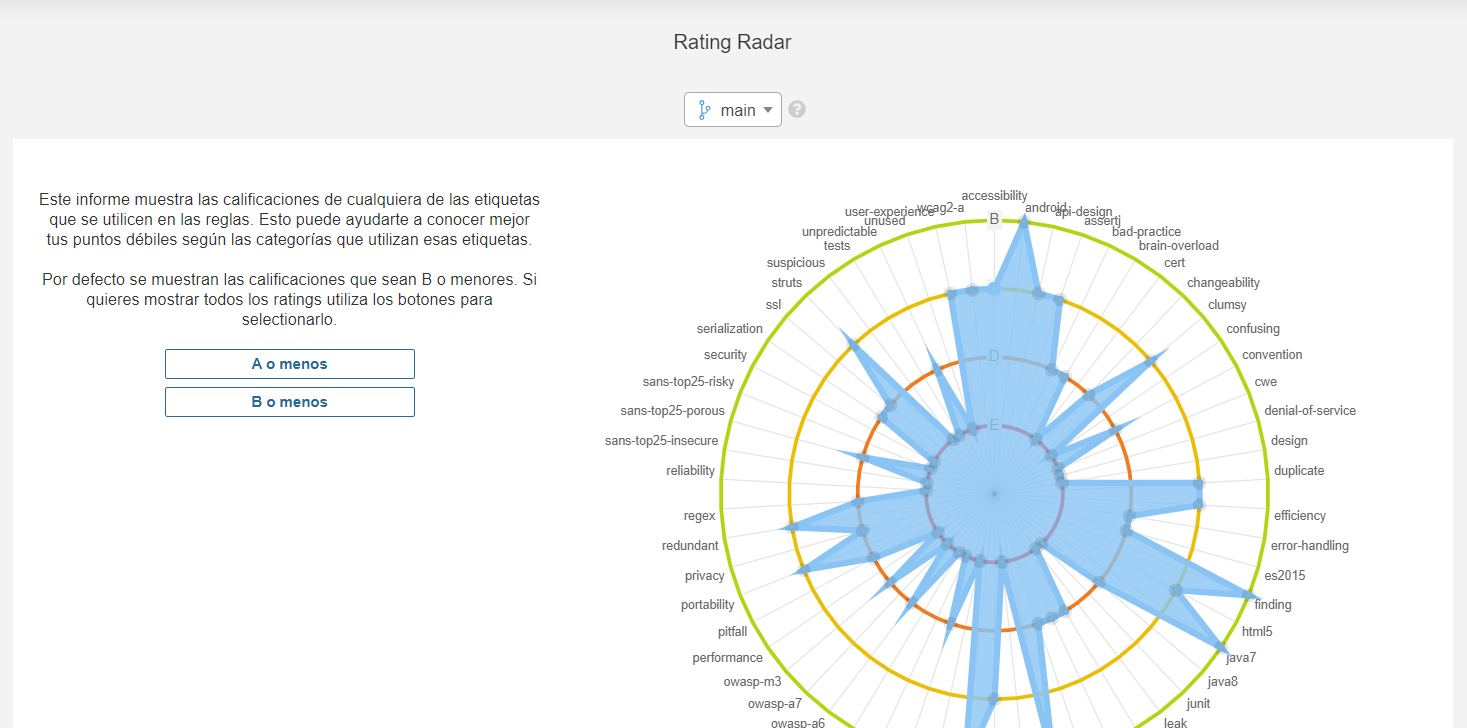 Rating Radar
main
?
Este informe muestra las calificaciones de cualquiera de las etiquetas
que se utilicen en las reglas. Esto puede ayudarte a conocer mejor
tus puntos débiles según las categorías que utilizan esas etiquetas.
Por defecto se muestran las calificaciones que sean B o menores. Si
quieres mostrar todos los ratings utiliza los botones para
selectionarlo.
A o menos
B o menos
accessibility
android
api-design
assertj
bad-practice
brain-overload
cert
changeability
clumsy
confusing
convention
cwe
denial-of-service
design
duplicate
efficiency
error-handling
es2015
finding
html5
java7
java8
junit
leak
owasp-a6
owasp-a7
owasp-m3
performance
pitfall
portability
privacy
redundant
regex
reliability
sans-top25-insecure
sans-top25-porous
sans-top25-risky
security
serialization
ssl
struts
suspicious
tests
unpredictable
unused
user-experience
wcag2-a
B
D
E